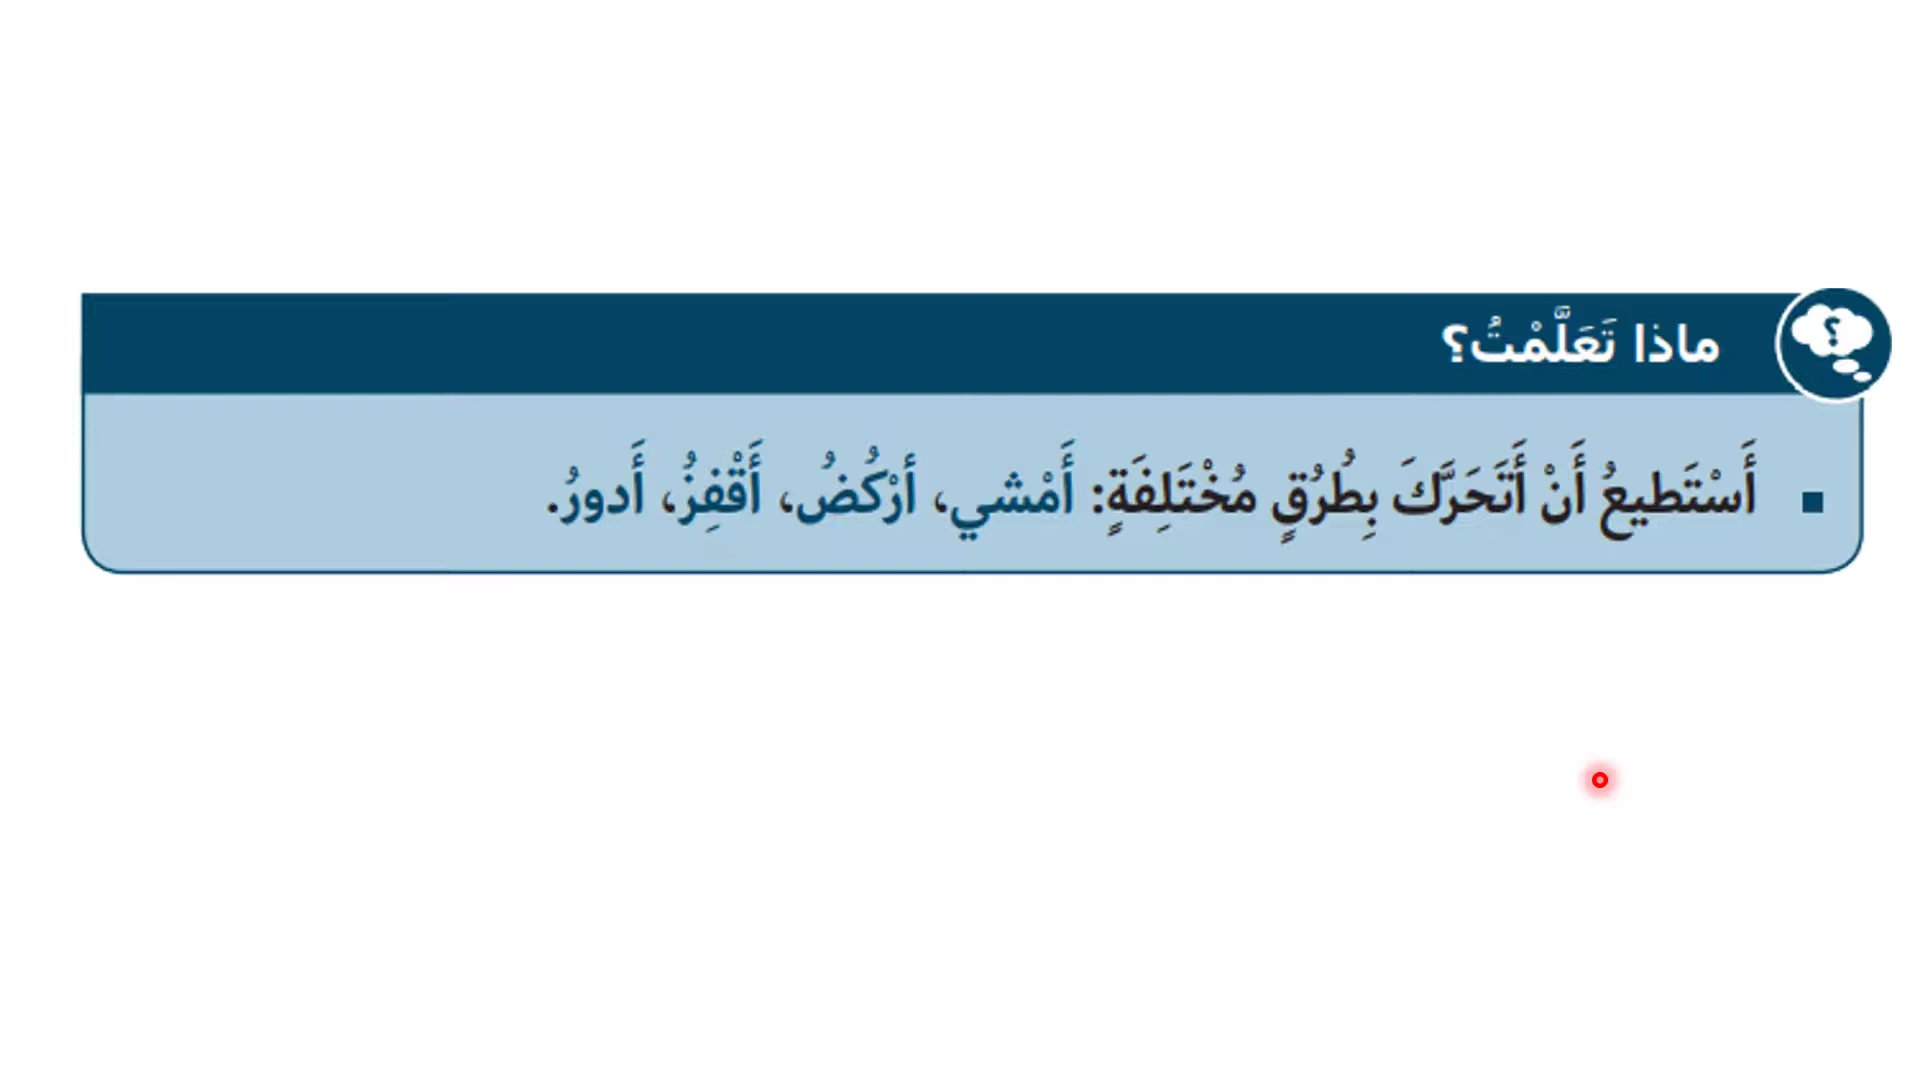 ماذا تَعَلَّمْتُ؟
▪ أَسْتَطيعُ أَنْ أَتَحَرَّكَ بِطُرُقٍ مُخْتَلِفَةٍ: أَمْشي، أرْكُضُ، أَقْفِزُ، أَدورُ.